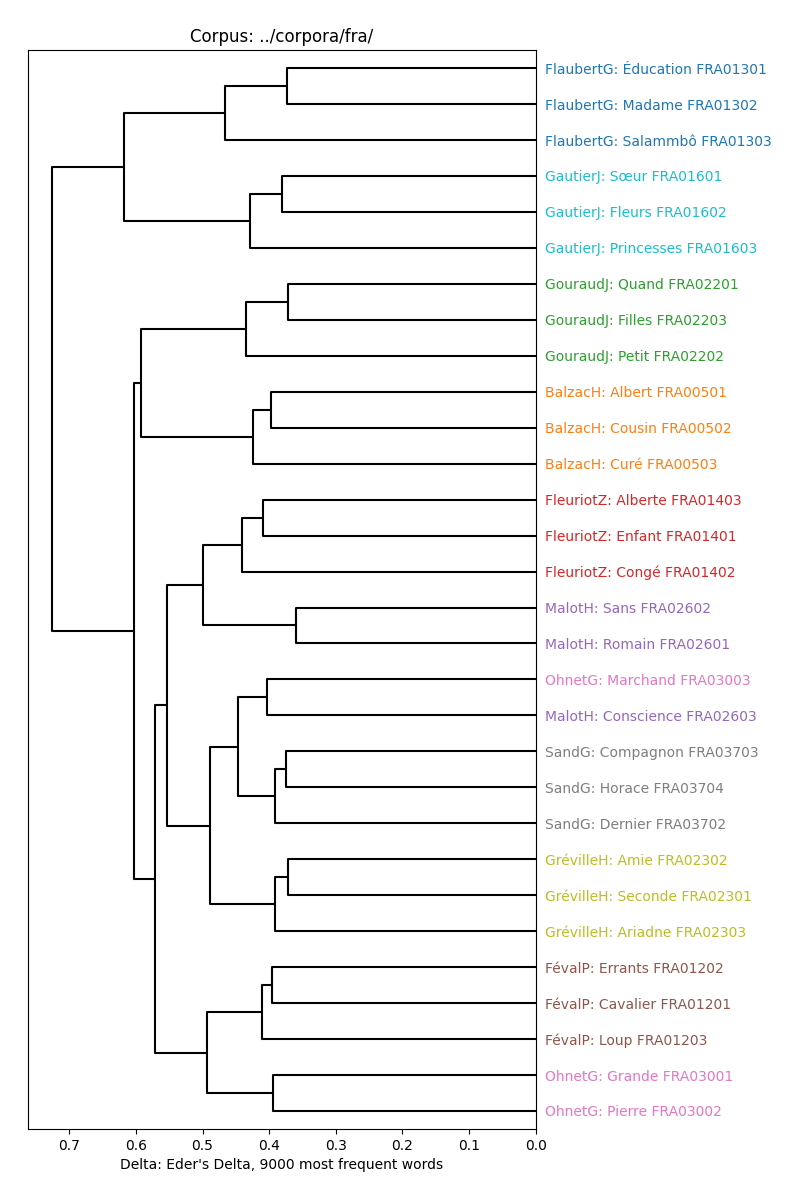 Corpus: ../corpora/fra/
FlaubertG: Éducation FRA01301
FlaubertG: Madame FRA01302
FlaubertG: Salammbô FRA01303
GautierJ: Sœur FRA01601
GautierJ: Fleurs FRA01602
GautierJ: Princesses FRA01603
GouraudJ: Quand FRA02201
GouraudJ: Filles FRA02203
GouraudJ: Petit FRA02202
BalzacH: Albert FRA00501
BalzacH: Cousin FRA00502
BalzacH: Curé FRA00503
FleuriotZ: Alberte FRA01403
FleuriotZ: Enfant FRA01401
FleuriotZ: Congé FRA01402
MalotH: Sans FRA02602
MalotH: Romain FRA02601
OhnetG: Marchand FRA03003
MalotH: Conscience FRA02603
SandG: Compagnon FRA03703
SandG: Horace FRA03704
SandG: Dernier FRA03702
GrévilleH: Amie FRA02302
GrévilleH: Seconde FRA02301
GrévilleH: Ariadne FRA02303
FévalP: Errants FRA01202
FévalP: Cavalier FRA01201
FévalP: Loup FRA01203
OhnetG: Grande FRA03001
OhnetG: Pierre FRA03002
0.7 0.6 0.5 0.4 0.3 0.2 0.1 0.0
Delta: Eder's Delta, 9000 most frequent words